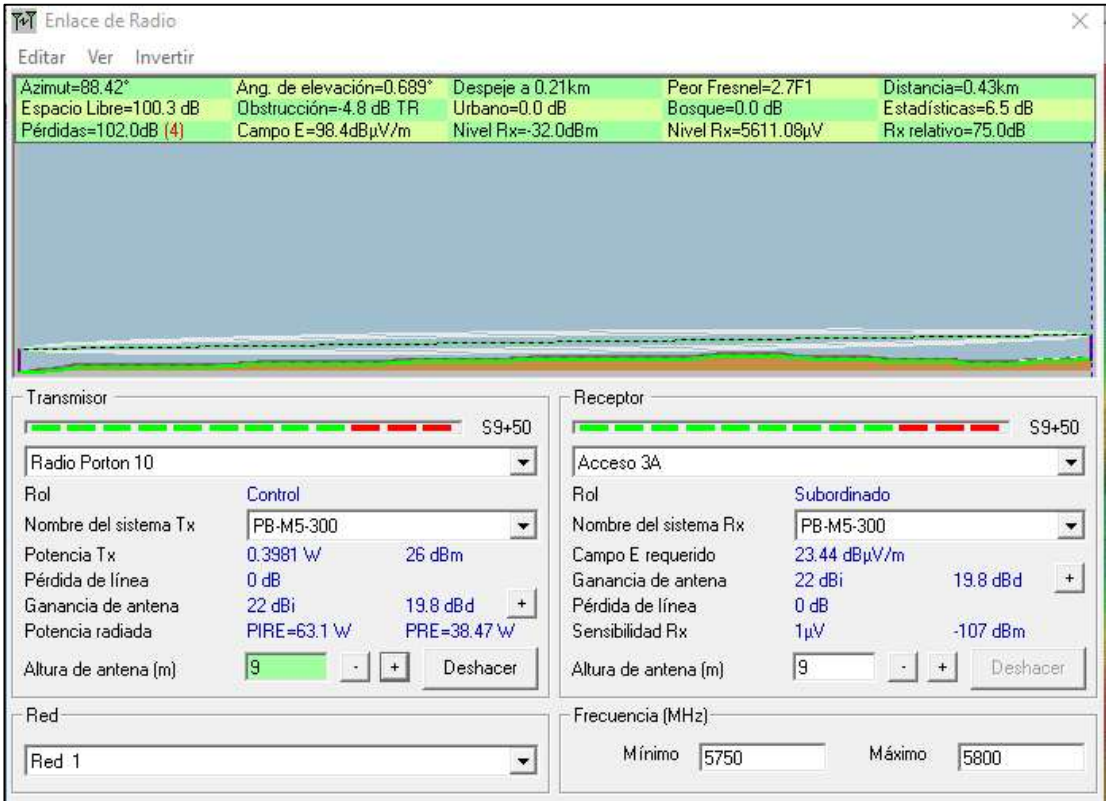 Enlace de Radio
Editar Ver Invertir
Azimut=88.42° Ang. de elevación=0.689° Despeje a 0.21km Peor Fresnel=2.7F1 Distancia=0.43km
Espacio Libre=100.3 dB Obstrucción=-4.8 dB TR Urbano=0.0 dB Bosque=0.0 dB Estadísticas=6.5 dB
Pérdidas=102.0dB (4) Campo E=98.4dBµV/m Nivel Rx=-32.0dBm Nivel Rx=5611.08µV Rx relativo=75.0dB
Transmisor
S9+50
Radio Porton 10
Rol Control
Nombre del sistema Tx PB-M5-300
Potencia Tx 0.3981 W 26 dBm
Pérdida de línea 0 dB
Ganancia de antena 22 dBi 19.8 dBd +
Potencia radiada PIRE=63.1 W PRE=38.47 W
Altura de antena (m) 9 - + Deshacer
Red
Red 1
Receptor
S9+50
Acceso 3A
Rol Subordinado
Nombre del sistema Rx PB-M5-300
Campo E requerido 23.44 dBµV/m
Ganancia de antena 22 dBi 19.8 dBd +
Pérdida de línea 0 dB
Sensibilidad Rx 1µV -107 dBm
Altura de antena (m) 9 - + Deshacer
Frecuencia (MHz)
Mínimo 5750 Máximo 5800